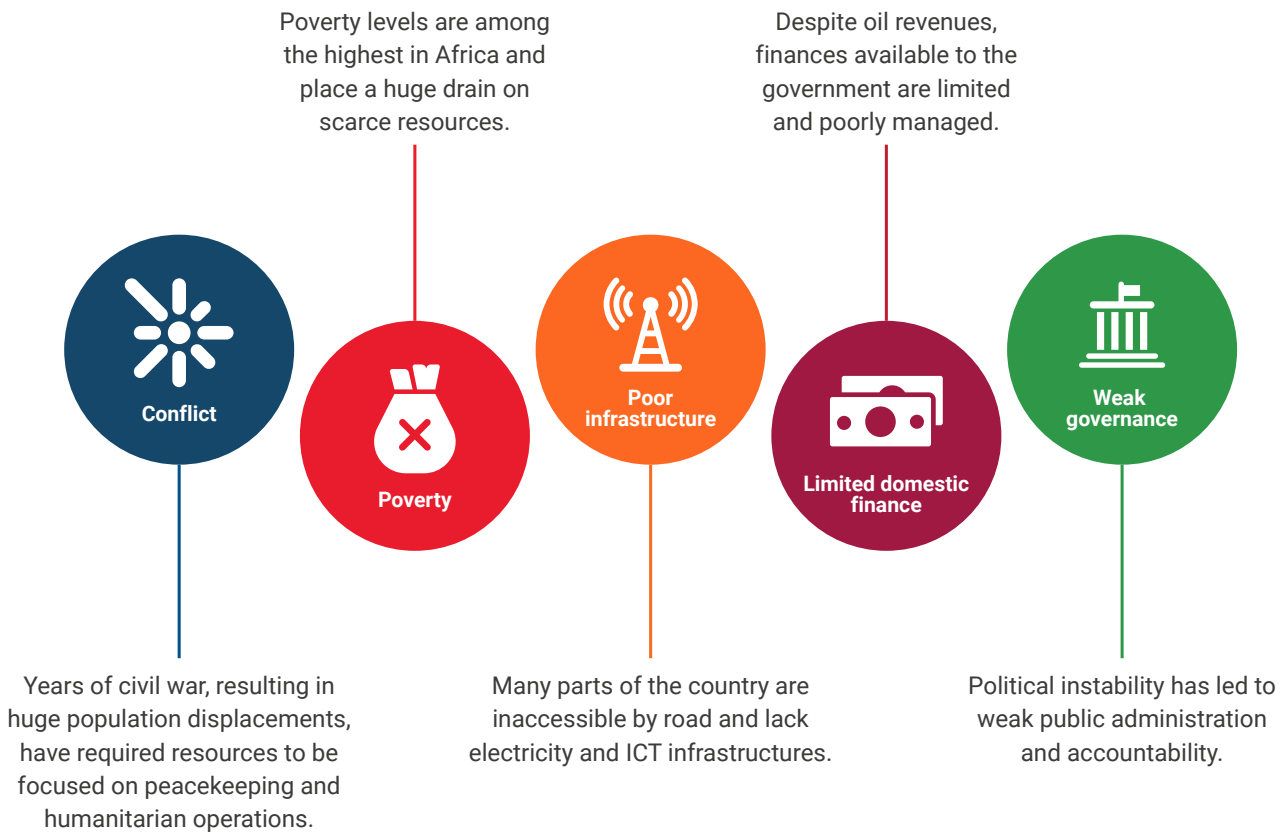 Poverty levels are among
the highest in Africa and
place a huge drain on
scarce resources.
Despite oil revenues,
finances available to the
government are limited
and poorly managed.
Conflict
Poverty
Poor
infrastructure
Limited domestic
finance
Weak
governance
Years of civil war, resulting in
huge population displacements,
have required resources to be
focused on peacekeeping and
humanitarian operations.
Many parts of the country are
inaccessible by road and lack
electricity and ICT infrastructures.
Political instability has led to
weak public administration
and accountability.